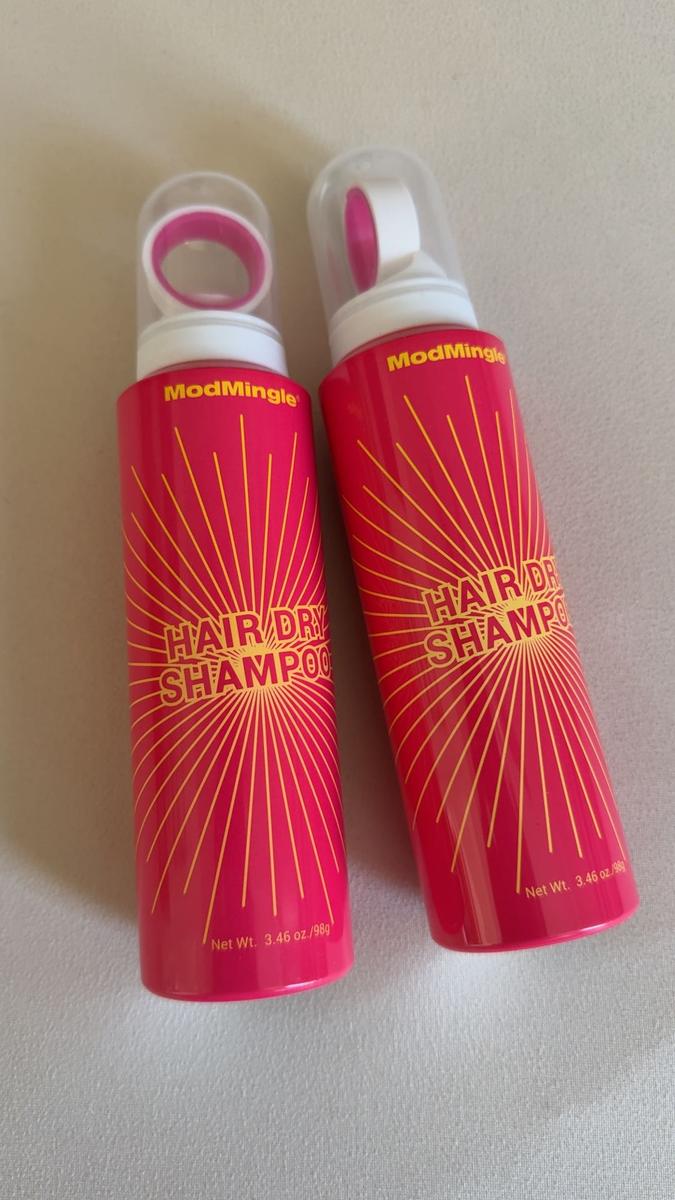 ModMingle®
HAIR DRY
SHAMPOO
Net Wt. 3.46 oz./98g
ModMingle®
HAIR DRY
SHAMPOO
Net Wt. 3.46 oz./98g